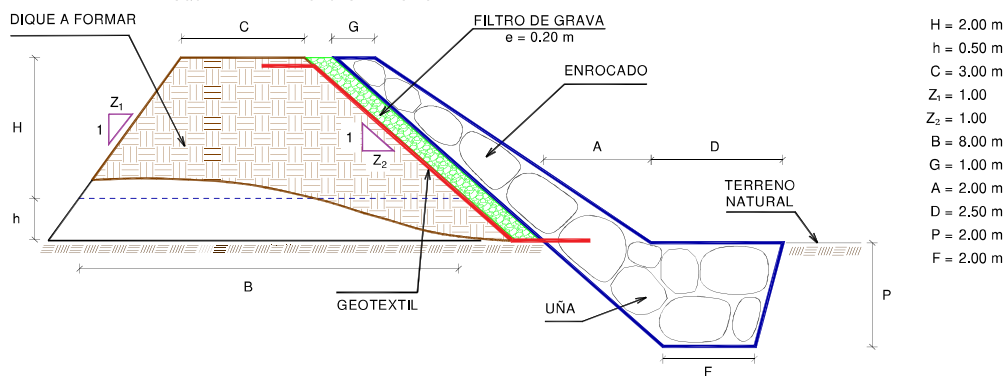 DIQUE A FORMAR
C
G
FILTRO DE GRAVA
e = 0.20 m
ENROCADO
H
h
Z1
1
1
Z2
A
D
TERRENO
NATURAL
B
GEOTEXTIL
UÑA
P
F
H = 2.00 m
h = 0.50 m
C = 3.00 m
Z1 = 1.00
Z2 = 1.00
B = 8.00 m
G = 1.00 m
A = 2.00 m
D = 2.50 m
P = 2.00 m
F = 2.00 m